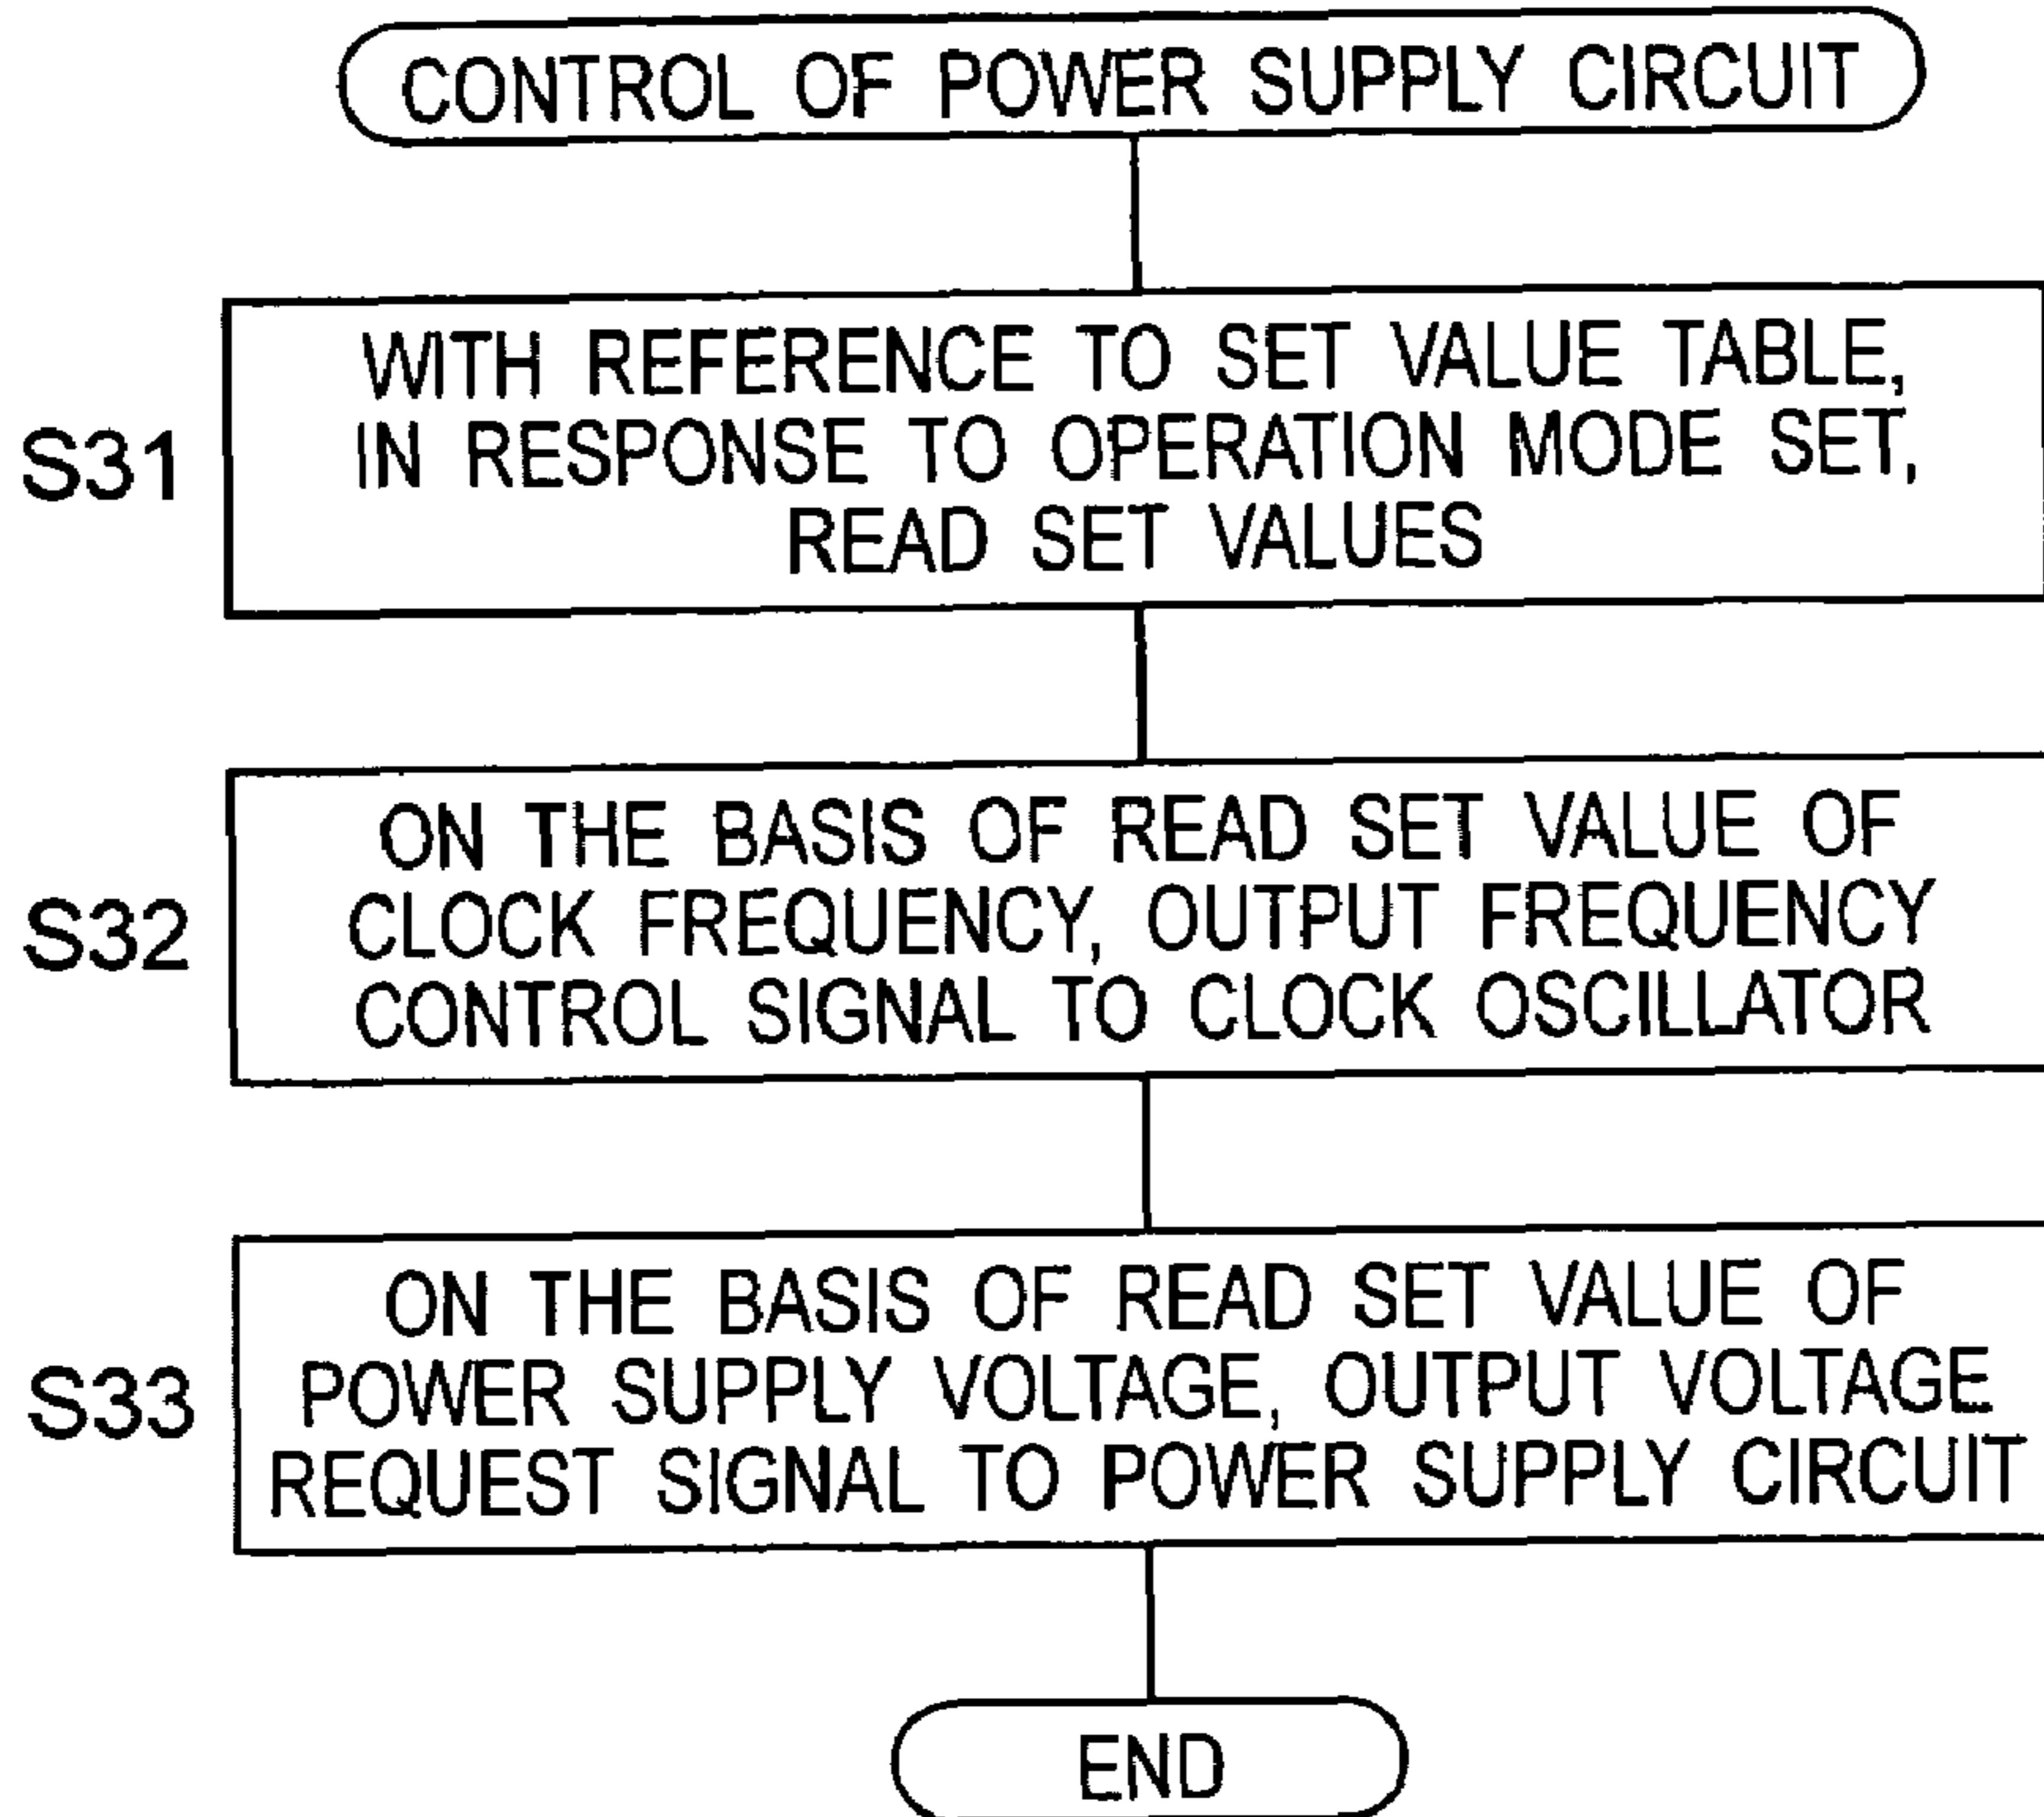 CONTROL OF POWER SUPPLY CIRCUIT
S31
WITH REFERENCE TO SET VALUE TABLE,
IN RESPONSE TO OPERATION MODE SET,
READ SET VALUES
S32
ON THE BASIS OF READ SET VALUE OF
CLOCK FREQUENCY, OUTPUT FREQUENCY
CONTROL SIGNAL TO CLOCK OSCILLATOR
S33
ON THE BASIS OF READ SET VALUE OF
POWER SUPPLY VOLTAGE, OUTPUT VOLTAGE
REQUEST SIGNAL TO POWER SUPPLY CIRCUIT
END